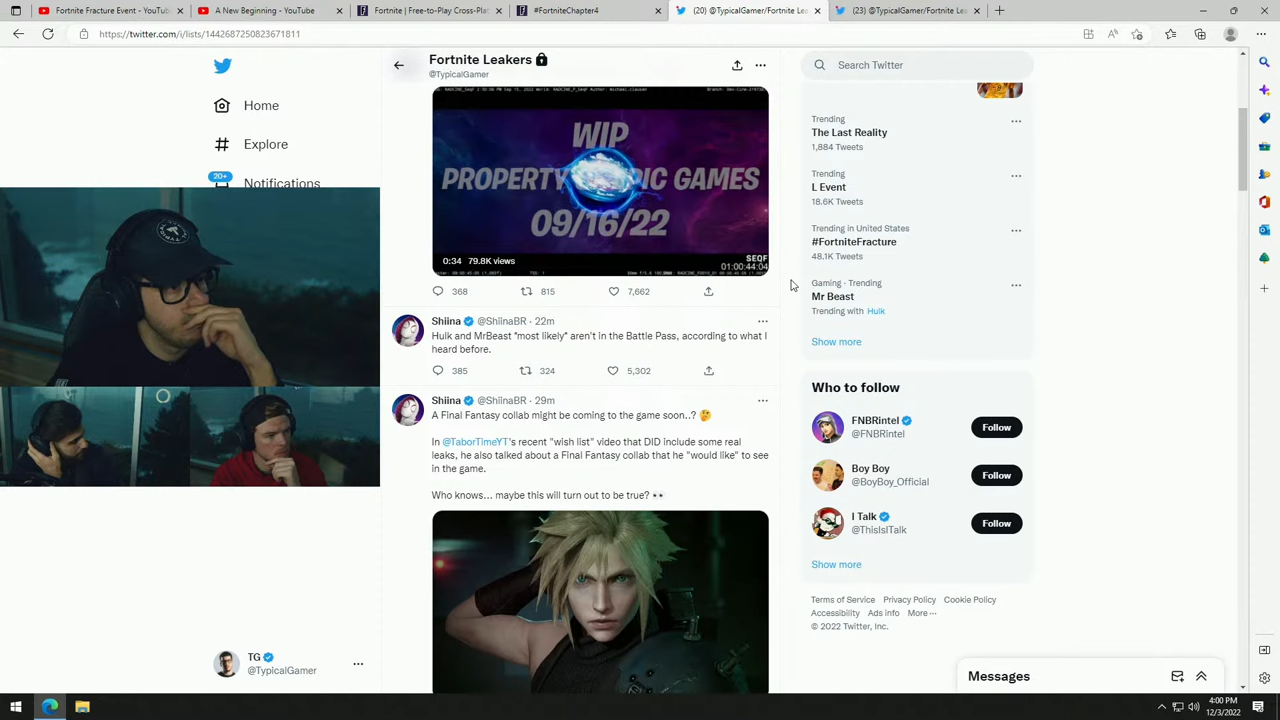 Fortnite Fracture Event - YouTube
A New Beginning - YouTube
Fortnite | Free-to-Play Cross-Plat
#FortniteChapter4
(20) @TypicalGamer/Fortnite Le
(23) @TypicalGamer/Fortnite Lea
https://twitter.com/i/lists/1442687250823671811
Home
Explore
20+
Notifications
TG
@TypicalGamer
Fortnite Leakers
@TypicalGamer
WIP
09/16/22
SEQF
01:00:44:04
0:34 79.8K views
368 815 7,662
Shiina @ShiinaBR · 22m
Hulk and MrBeast *most likely* aren't in the Battle Pass, according to what I
heard before.
385 324 5,302
Shiina @ShiinaBR · 29m
A Final Fantasy collab might be coming to the game soon..? 🤔
In @TaborTimeYT's recent "wish list" video that DID include some real
leaks, he also talked about a Final Fantasy collab that he "would like" to see
in the game.
Who knows... maybe this will turn out to be true? 👀
Search Twitter
Trending
The Last Reality
1,884 Tweets
Trending
L Event
18.6K Tweets
Trending in United States
#FortniteFracture
48.1K Tweets
Gaming · Trending
Mr Beast
Trending with Hulk
Show more
Who to follow
FNBRintel
@FNBRintel
Follow
Boy Boy
@BoyBoy_Official
Follow
I Talk
@ThisIsITalk
Follow
Show more
Terms of Service Privacy Policy Cookie Policy
Accessibility Ads info More ···
© 2022 Twitter, Inc.
Messages
4:00 PM
12/3/2022